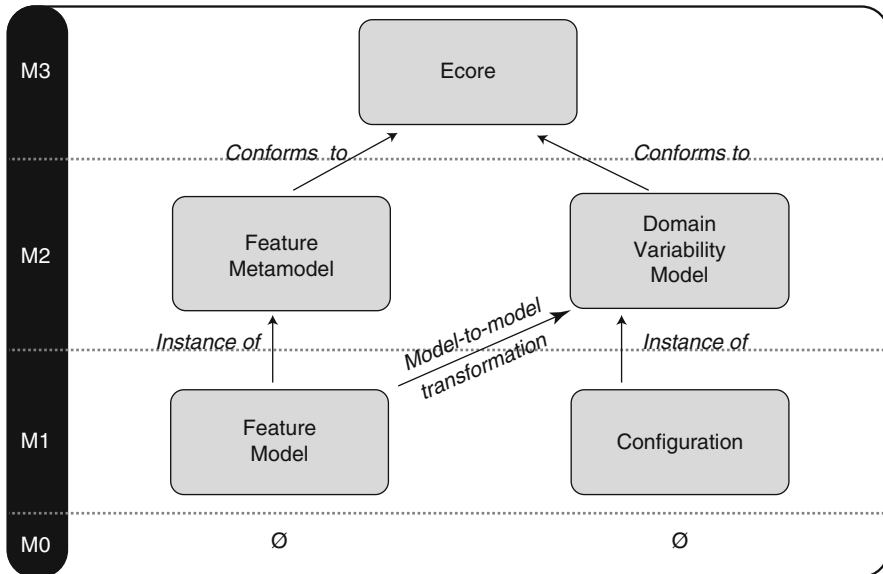 M3
Ecore
Conforms to
Conforms to
M2
Feature
Metamodel
Domain
Variability
Model
Instance of
Model-to-model
transformation
Instance of
M1
Feature
Model
Configuration
M0
Ø
Ø